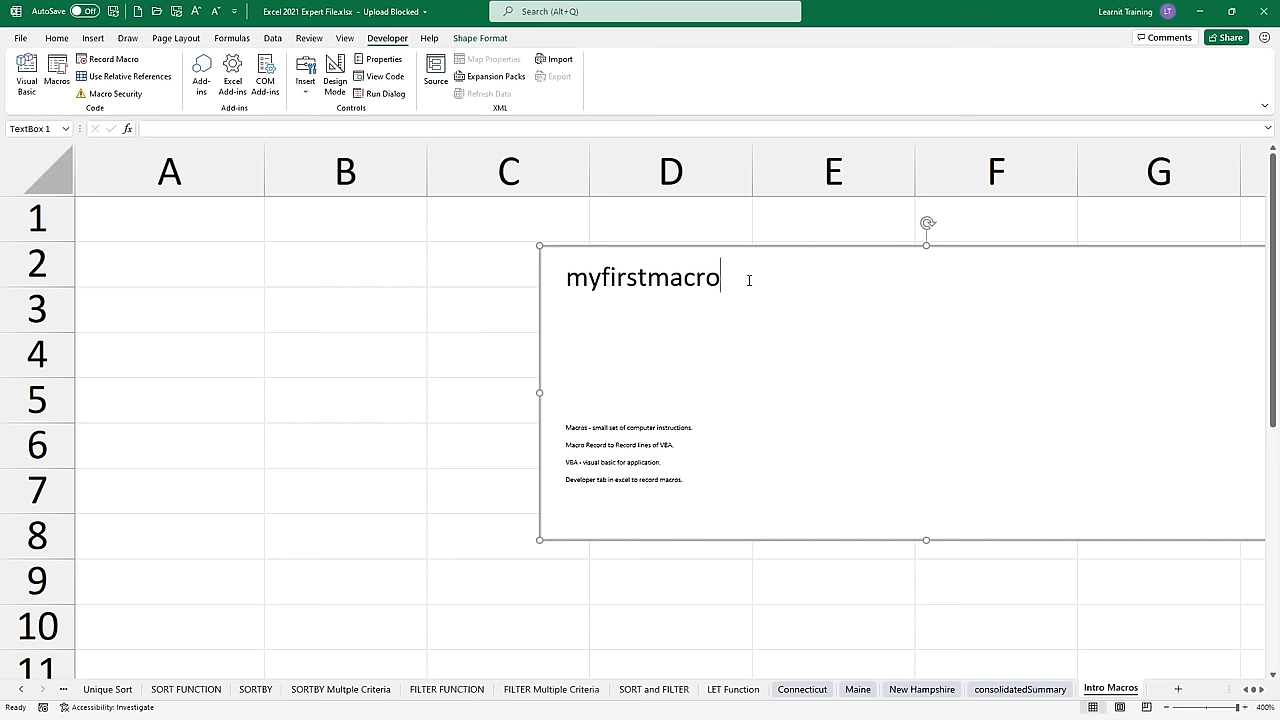 AutoSave Off Excel 2021 Expert File.xlsx - Upload Blocked Search (Alt+Q) Learnit Training LT
File Home Insert Draw Page Layout Formulas Data Review View Developer Help Shape Format Comments Share
Visual Basic
Macros
Record Macro
Use Relative References
Macro Security
Code
Add-ins
Excel Add-ins
COM Add-ins
Add-ins
Insert
Design Mode
Properties
View Code
Run Dialog
Controls
Source
Map Properties
Expansion Packs
Refresh Data
Import
Export
XML
TextBox 1 fx
A B C D E F G
1
2
3
4
5
6
7
8
9
10
11
myfirstmacro
Macros - small set of computer instructions.
Macro Record to Record lines of VBA.
VBA - visual basic for application.
Developer tab in excel to record macros.
Unique Sort SORT FUNCTION SORTBY SORTBY Multple Criteria FILTER FUNCTION FILTER Multiple Criteria SORT and FILTER LET Function Connecticut Maine New Hampshire consolidatedSummary Intro Macros
Ready Accessibility: Investigate 400%